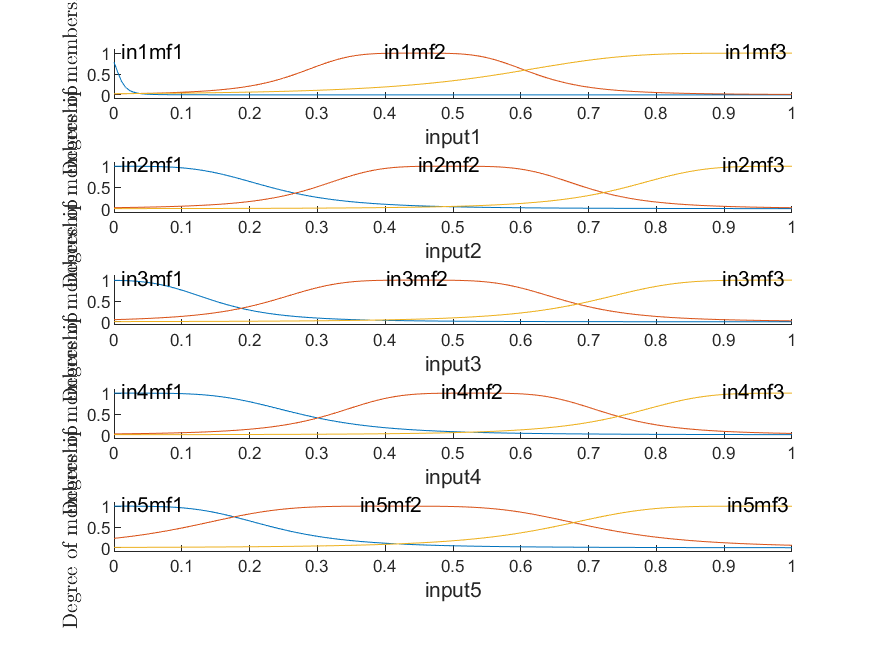 Degree of members
in1mf1 in1mf2 in1mf3
1
0.5
0
0 0.1 0.2 0.3 0.4 0.5 0.6 0.7 0.8 0.9 1
input1
in2mf1 in2mf2 in2mf3
1
0.5
0
0 0.1 0.2 0.3 0.4 0.5 0.6 0.7 0.8 0.9 1
input2
in3mf1 in3mf2 in3mf3
1
0.5
0
0 0.1 0.2 0.3 0.4 0.5 0.6 0.7 0.8 0.9 1
input3
in4mf1 in4mf2 in4mf3
1
0.5
0
0 0.1 0.2 0.3 0.4 0.5 0.6 0.7 0.8 0.9 1
input4
Degree of membership
in5mf1 in5mf2 in5mf3
1
0.5
0
0 0.1 0.2 0.3 0.4 0.5 0.6 0.7 0.8 0.9 1
input5